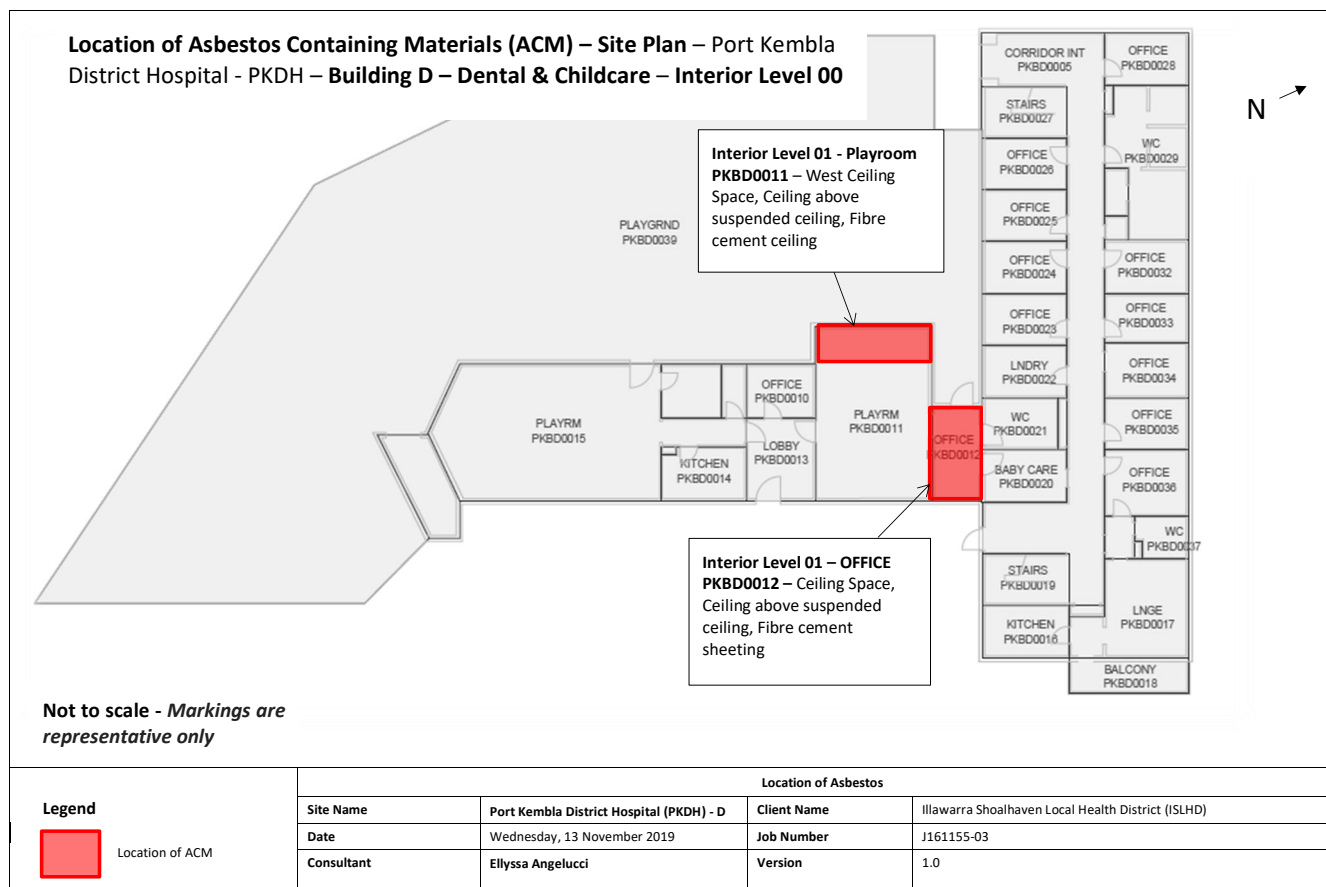 Location of Asbestos Containing Materials (ACM) – Site Plan – Port Kembla
District Hospital - PKDH – Building D – Dental & Childcare – Interior Level 00
N
CORRIDOR INT
PKBD0005
OFFICE
PKBD0028
STAIRS
PKBD0027
WC
PKBD0029
OFFICE
PKBD0026
OFFICE
PKBD0025
OFFICE
PKBD0024
OFFICE
PKBD0032
OFFICE
PKBD0023
OFFICE
PKBD0033
LNDRY
PKBD0022
OFFICE
PKBD0034
WC
PKBD0021
OFFICE
PKBD0035
BABY CARE
PKBD0020
OFFICE
PKBD0036
WC
PKBD0037
STAIRS
PKBD0019
KITCHEN
PKBD0016
LNGE
PKBD0017
BALCONY
PKBD0018
Interior Level 01 - Playroom
PKBD0011 – West Ceiling
Space, Ceiling above
suspended ceiling, Fibre
cement ceiling
PLAYGRND
PKBD0039
PLAYRM
PKBD0015
OFFICE
PKBD0010
KITCHEN
PKBD0014
LOBBY
PKBD0013
PLAYRM
PKBD0011
OFFICE
PKBD0012
Interior Level 01 – OFFICE
PKBD0012 – Ceiling Space,
Ceiling above suspended
ceiling, Fibre cement
sheeting
Not to scale - Markings are
representative only
Legend
Location of ACM
Location of Asbestos
Site Name Port Kembla District Hospital (PKDH) - D Client Name Illawarra Shoalhaven Local Health District (ISLHD)
Date Wednesday, 13 November 2019 Job Number J161155-03
Consultant Ellyssa Angelucci Version 1.0